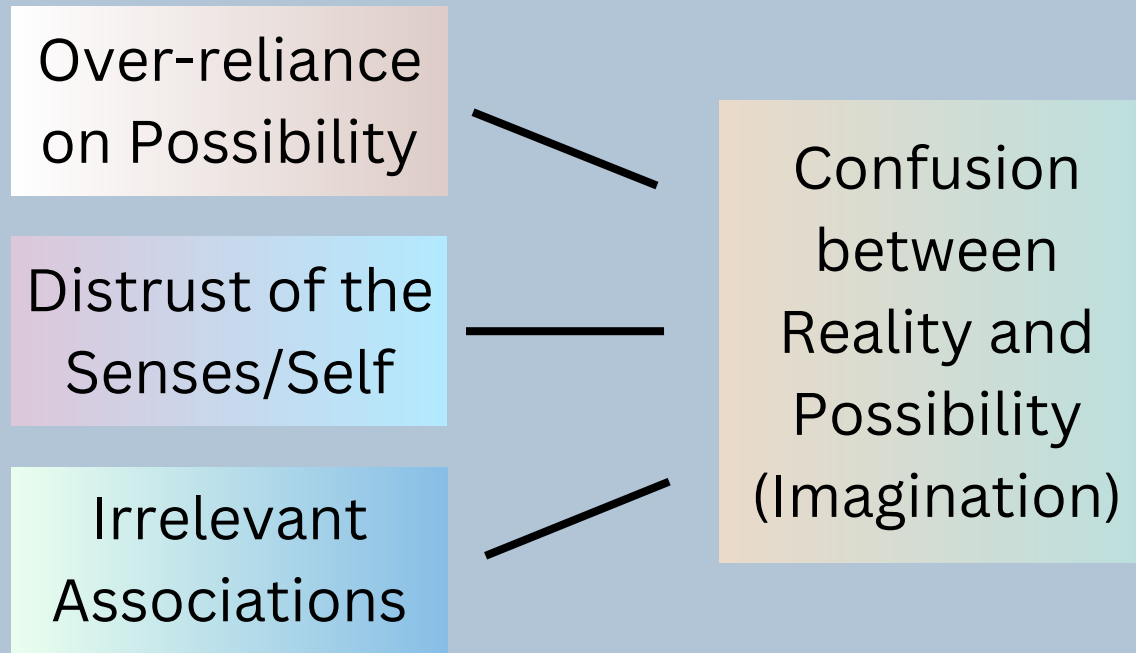 Over-reliance
on Possibility
Distrust of the
Senses/Self
Irrelevant
Associations
Confusion
between
Reality and
Possibility
(Imagination)